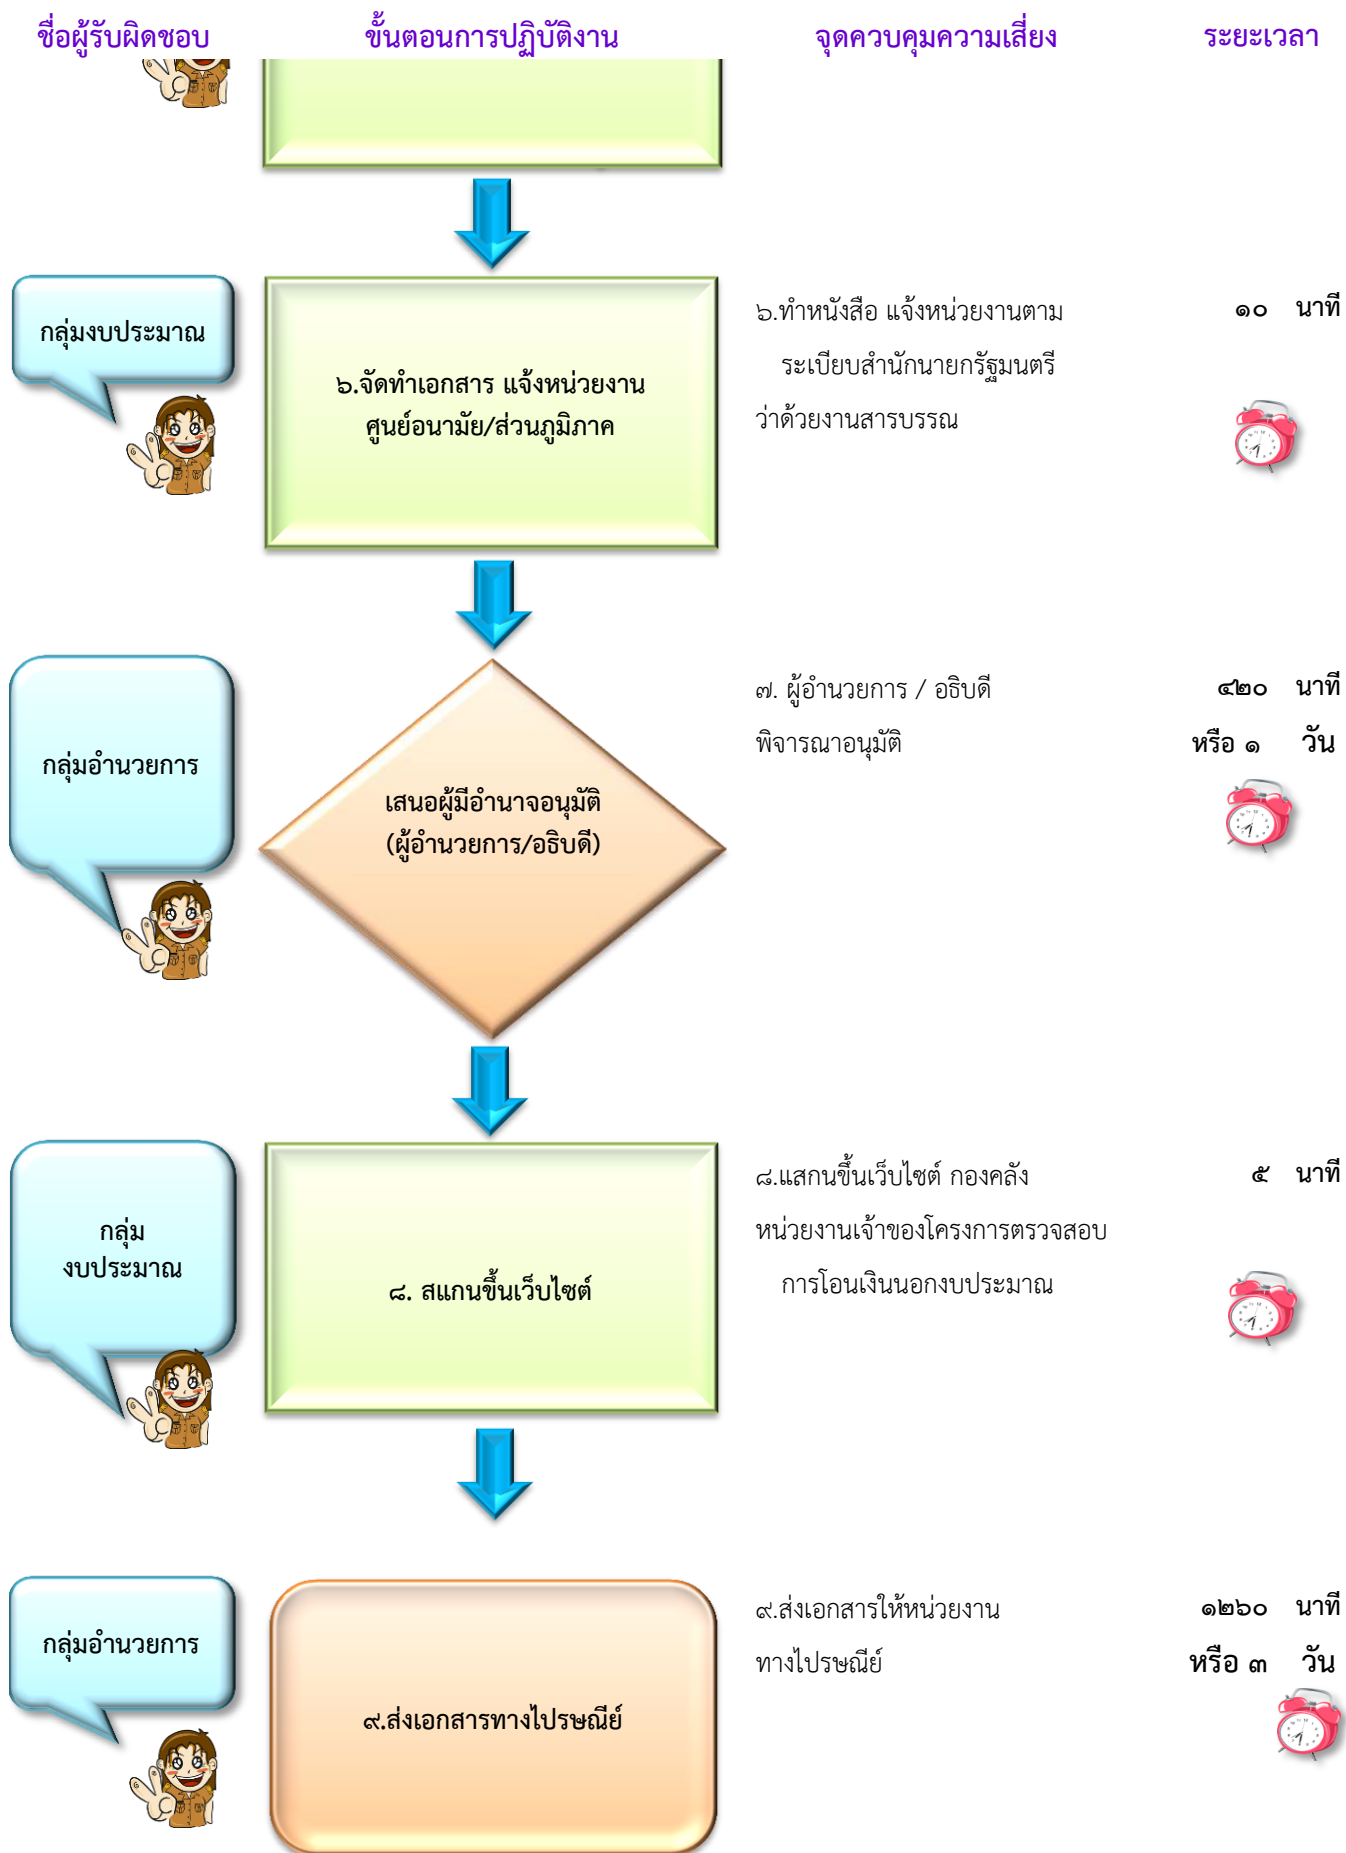 ชื่อผู้รับผิดชอบ ขั้นตอนการปฏิบัติงาน จุดควบคุมความเสี่ยง ระยะเวลา
กลุ่มงบประมาณ
๖.จัดทำเอกสาร แจ้งหน่วยงาน
ศูนย์อนามัย/ส่วนภูมิภาค
๖.ทำหนังสือ แจ้งหน่วยงานตาม
ระเบียบสำนักนายกรัฐมนตรี
ว่าด้วยงานสารบรรณ
๑๐ นาที
กลุ่มอำนวยการ
เสนอผู้มีอำนาจอนุมัติ
(ผู้อำนวยการ/อธิบดี)
๗. ผู้อำนวยการ / อธิบดี
พิจารณาอนุมัติ
๔๒๐ นาที
หรือ ๑ วัน
กลุ่ม
งบประมาณ
๘. สแกนขึ้นเว็บไซต์
๘.แสกนขึ้นเว็บไซต์ กองคลัง
หน่วยงานเจ้าของโครงการตรวจสอบ
การโอนเงินนอกงบประมาณ
๕ นาที
กลุ่มอำนวยการ
๙.ส่งเอกสารทางไปรษณีย์
๙.ส่งเอกสารให้หน่วยงาน
ทางไปรษณีย์
๑๒๖๐ นาที
หรือ ๓ วัน